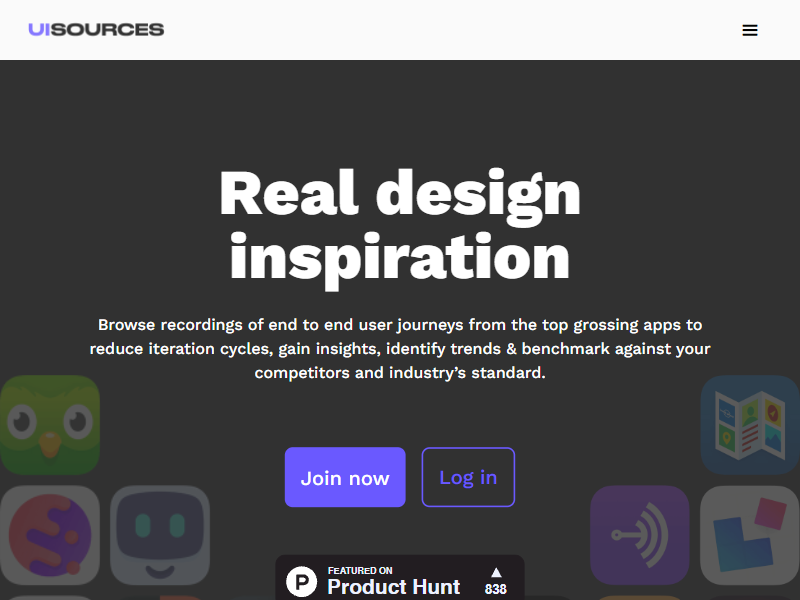 UISOURCES
Real design
inspiration
Browse recordings of end to end user journeys from the top grossing apps to
reduce iteration cycles, gain insights, identify trends & benchmark against your
competitors and industry’s standard.
Join now
Log in
P
FEATURED ON
Product Hunt
838